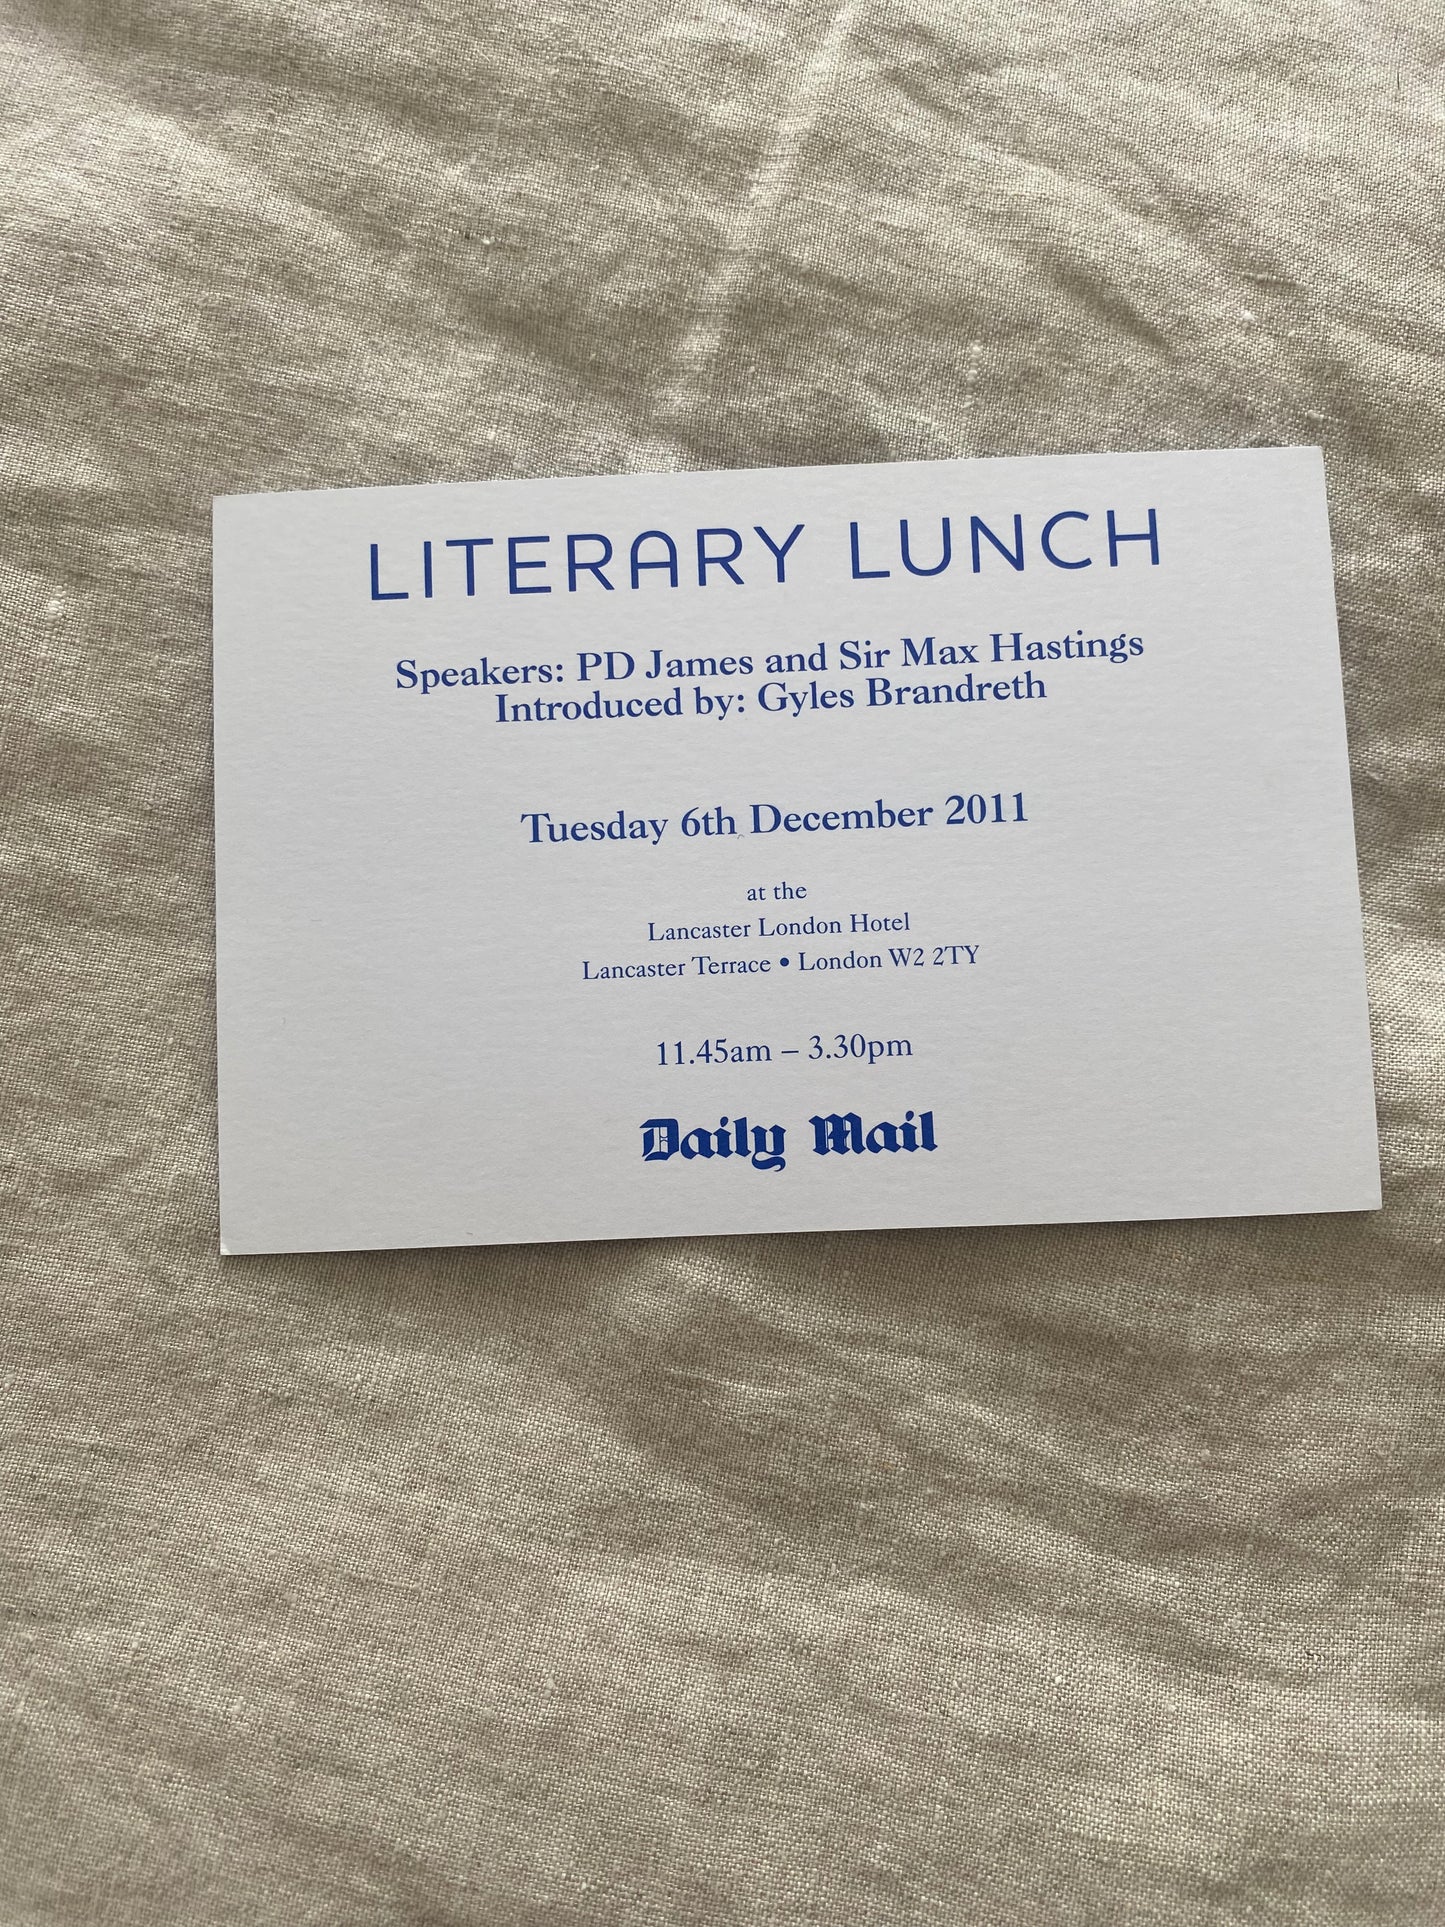 LITERARY LUNCH
Speakers: PD James and Sir Max Hastings
Introduced by: Gyles Brandreth
Tuesday 6th December 2011
at the
Lancaster London Hotel
Lancaster Terrace • London W2 2TY
11.45am – 3.30pm
Daily Mail